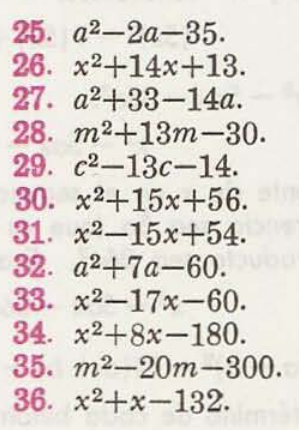 25. a²−2a−35.
26. x²+14x+13.
27. a²+33−14a.
28. m²+13m−30.
29. c²−13c−14.
30. x²+15x+56.
31. x²−15x+54.
32. a²+7a−60.
33. x²−17x−60.
34. x²+8x−180.
35. m²−20m−300.
36. x²+x−132.